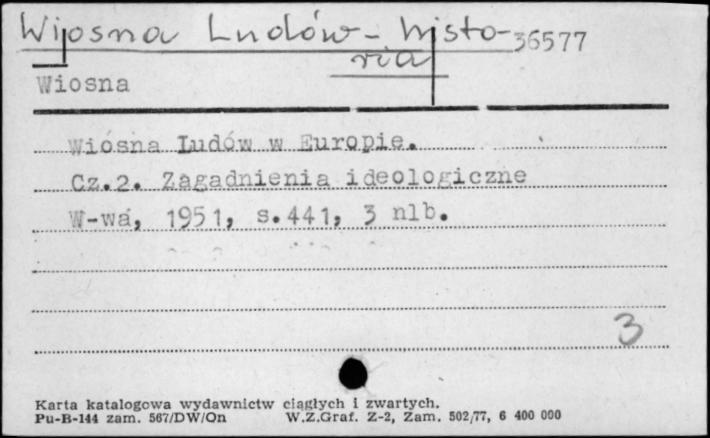 Wiosna Ludów - histo-
ria
36577
Wiosna
Wiosna Ludów w Europie.
Cz.2. Zagadnienia ideologiczne
W-wa, 1951, s.441, 3 nlb.
3
Karta katalogowa wydawnictw ciągłych i zwartych.
Pu-B-144 zam. 567/DW/On W.Z.Graf. Z-2, Zam. 502/77, 6 400 000